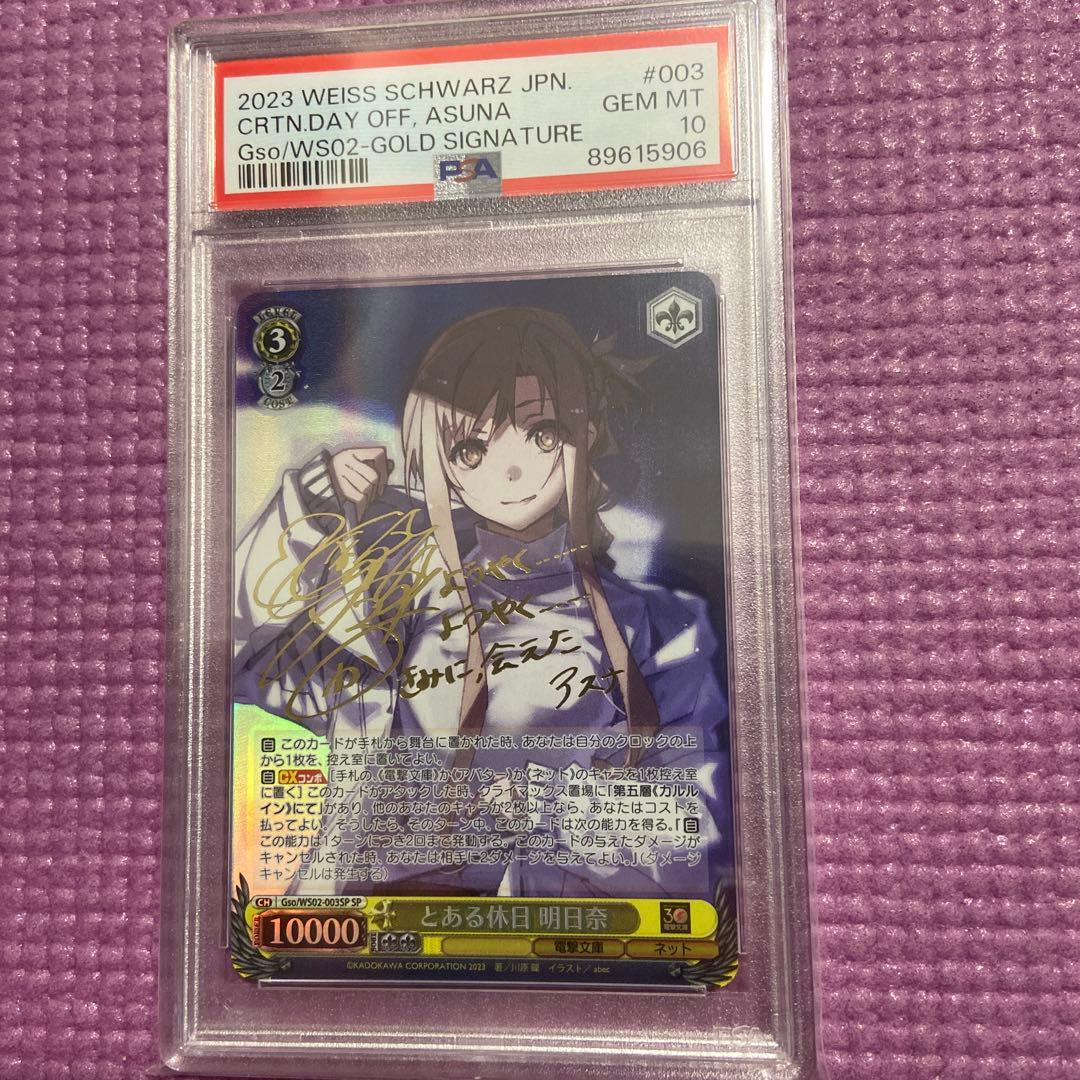 2023 WEISS SCHWARZ JPN.
#003
CRTN.DAY OFF, ASUNA
GEM MT
Gso/WS02-GOLD SIGNATURE
10
PSA
89615906
LEVEL
3
2
COST
ようやく……
ようやく……
きみに、会えた
アスナ
自 このカードが手札から舞台に置かれた時、あなたは自分のクロックの上
から1枚を、控え室に置いてよい。
自 CXコンボ [手札の、《電撃文庫》か《アバター》か《ネット》のキャラを1枚控え室
に置く] このカードがアタックした時、クライマックス置場に「第五層《カルル
イン》にて」があり、他のあなたのキャラが2枚以上なら、あなたはコストを
払ってよい。そうしたら、そのターン中、このカードは次の能力を得る。『自
この能力は1ターンにつき2回まで発動する。このカードの与えたダメージが
キャンセルされた時、あなたは相手に2ダメージを与えてよい。』(ダメージ
キャンセルは発生する)
CH Gso/WS02-003SP SP
とある休日 明日奈
30
電撃文庫
POWER
10000
SOUL
電撃文庫
ネット
©KADOKAWA CORPORATION 2023 著/川原 礫 イラスト/abec